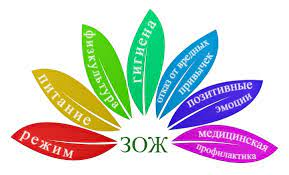 режим
питание
физкультура
гигиена
отказ от вредных
привычек
позитивные
эмоции
медицинская
профилактика
ЗОЖ